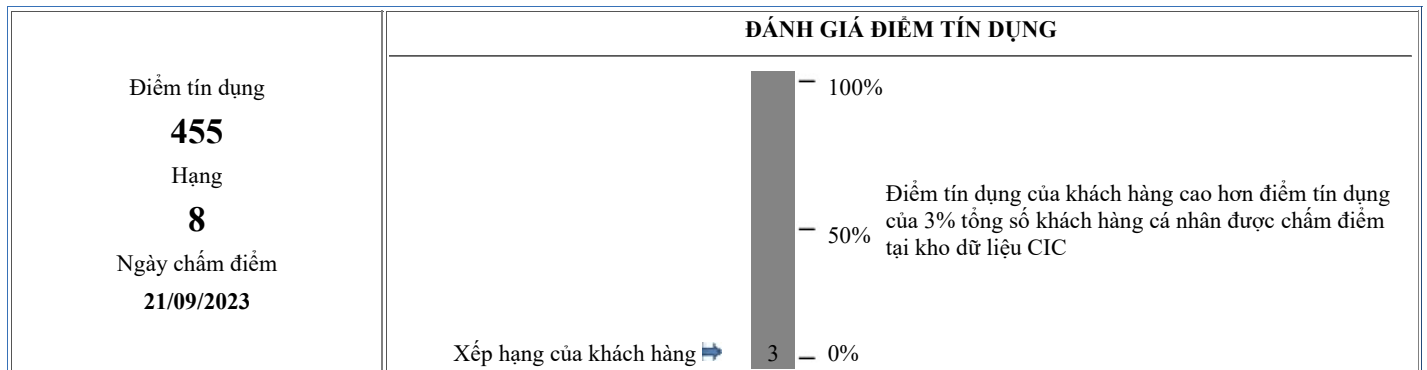 ĐÁNH GIÁ ĐIỂM TÍN DỤNG
Điểm tín dụng
455
Hạng
8
Ngày chấm điểm
21/09/2023
100%
50%
Điểm tín dụng của khách hàng cao hơn điểm tín dụng
của 3% tổng số khách hàng cá nhân được chấm điểm
tại kho dữ liệu CIC
Xếp hạng của khách hàng 3 0%